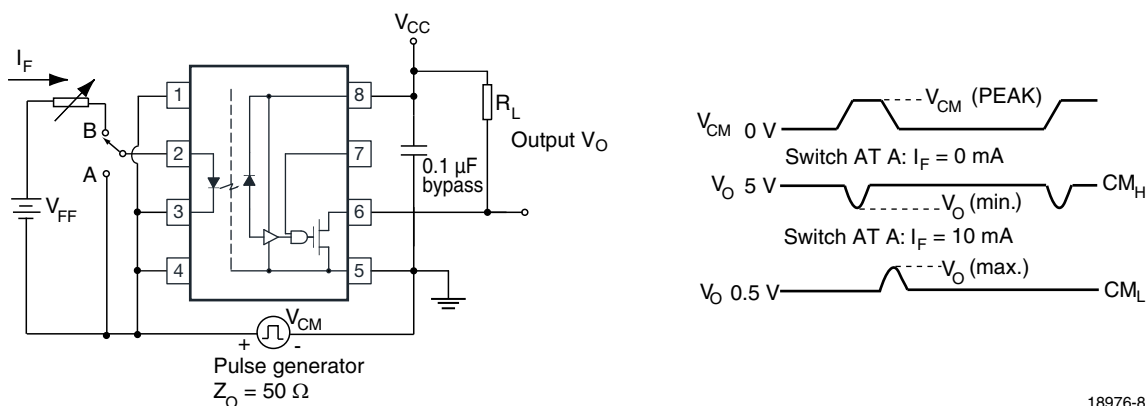 V_CC
I_F
B
A
V_FF
1
2
3
4
8
7
6
5
R_L
Output V_O
0.1 µF
bypass
V_CM
+ -
Pulse generator
Z_O = 50 Ω
V_CM 0 V
V_CM (PEAK)
Switch AT A: I_F = 0 mA
V_O 5 V
CM_H
V_O (min.)
Switch AT A: I_F = 10 mA
V_O (max.)
V_O 0.5 V
CM_L
18976-8